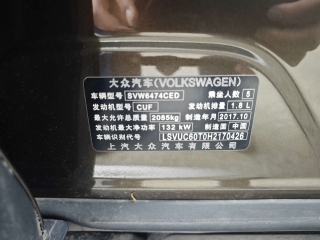 大众汽车(VOLKSWAGEN)
车辆型号 SVW6474CED 乘坐人数 5
发动机型号 CUF 发动机排量 1.8 L
最大允许总质量 2085kg 制造年月 2017.10
发动机最大净功率 132 kW 制造国 中国
车辆识别代号 LSVUC60T0H2170426
上汽大众汽车有限公司